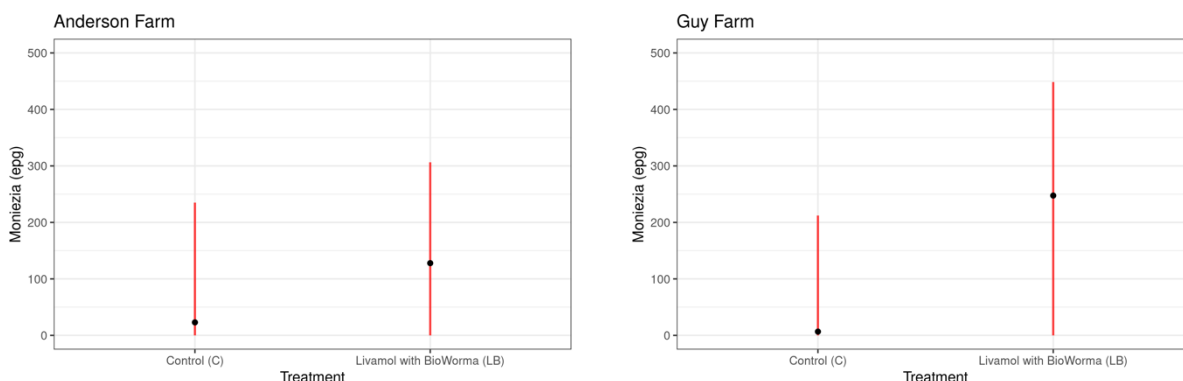 Anderson Farm
500
400
300
200
100
0
Moniezia (epg)
Control (C)
Livamol with BioWorma (LB)
Treatment
Guy Farm
500
400
300
200
100
0
Moniezia (epg)
Control (C)
Livamol with BioWorma (LB)
Treatment